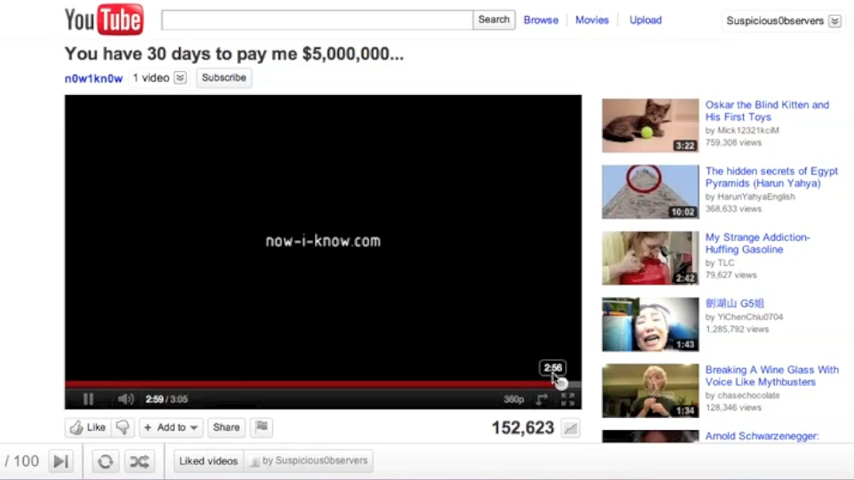 YouTube
Search
Browse
Movies
Upload
Suspicious0bservers
You have 30 days to pay me $5,000,000...
n0w1kn0w
1 video
Subscribe
now-i-know.com
2:56
2:59 / 3:05
360p
Like
+ Add to
Share
152,623
3:22
Oskar the Blind Kitten and
His First Toys
by Mick12321kciM
759,308 views
10:02
The hidden secrets of Egypt
Pyramids (Harun Yahya)
by HarunYahyaEnglish
368,633 views
2:42
My Strange Addiction-
Huffing Gasoline
by TLC
79,627 views
1:43
劍湖山 G5姐
by YiChenChiu0704
1,285,792 views
1:34
Breaking A Wine Glass With
Voice Like Mythbusters
by chasechocolate
128,346 views
Arnold Schwarzenegger:
/ 100
Liked videos
by Suspicious0bservers